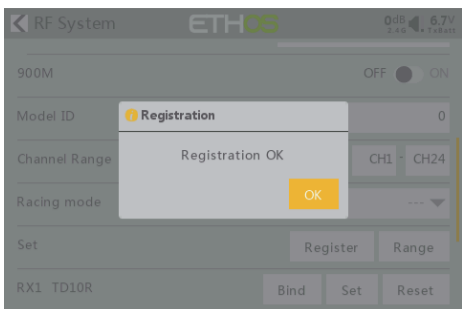 RF System ETHOS 0dB 2.4G 6.7V TxBatt
900M OFF ON
Model ID 0
Registration
Channel Range CH1 - CH24
Registration OK
OK
Racing mode ---
Set Register Range
RX1 TD10R Bind Set Reset